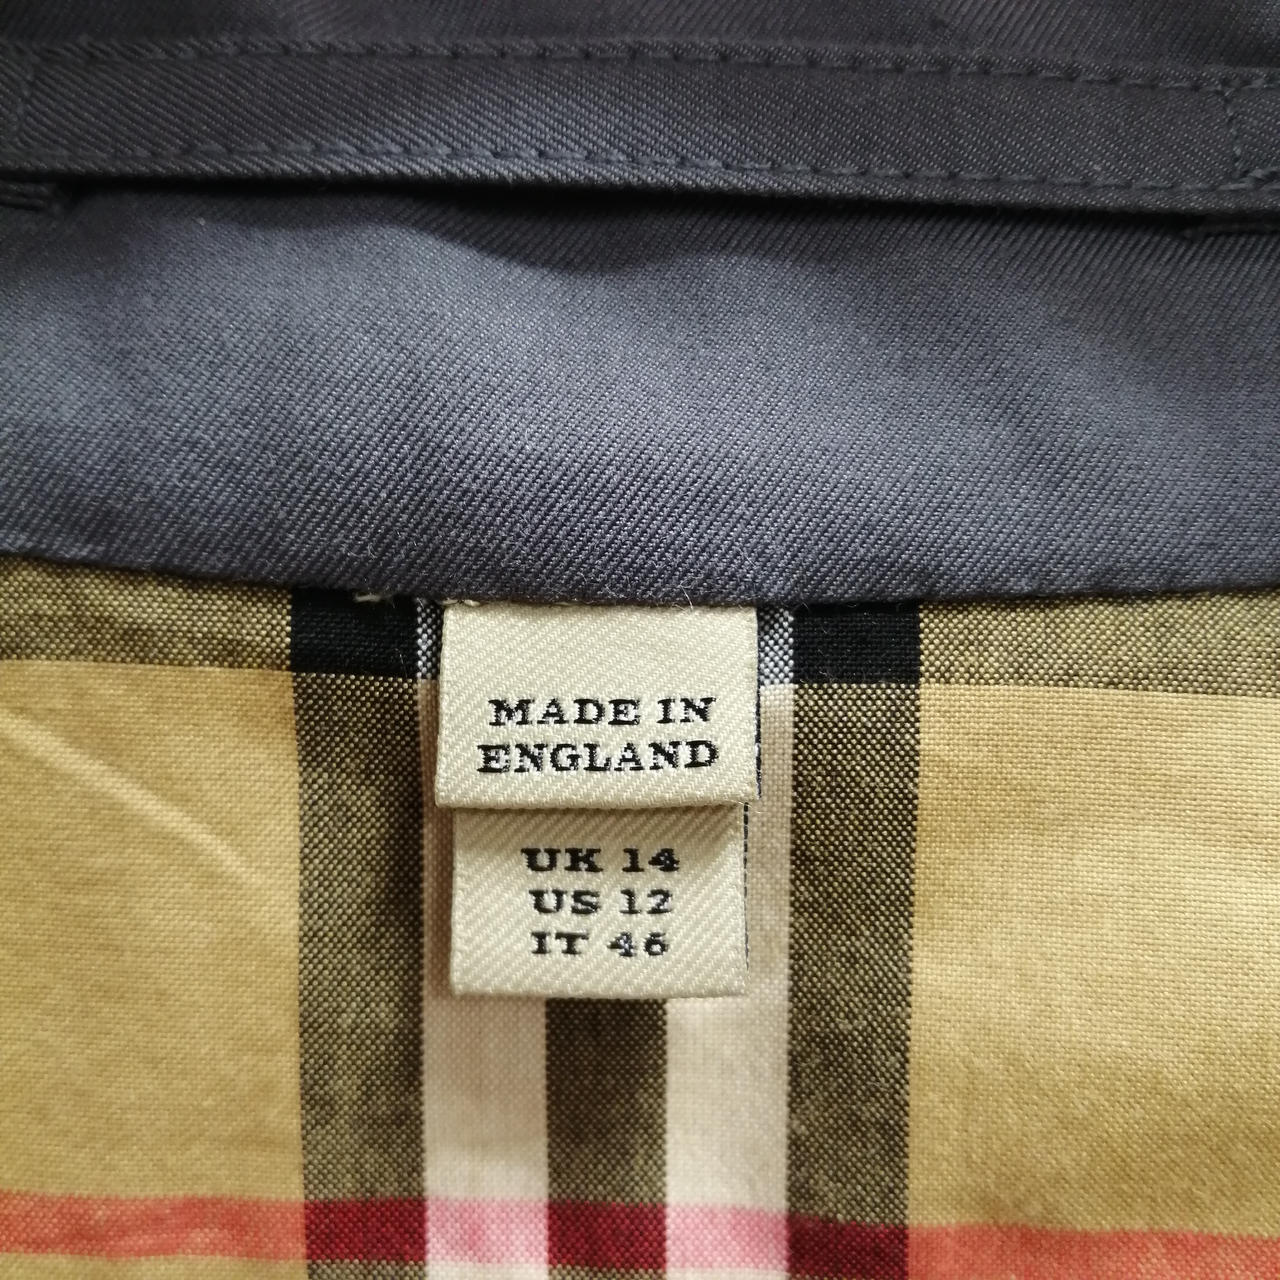 MADE IN
ENGLAND
UK 14
US 12
IT 46